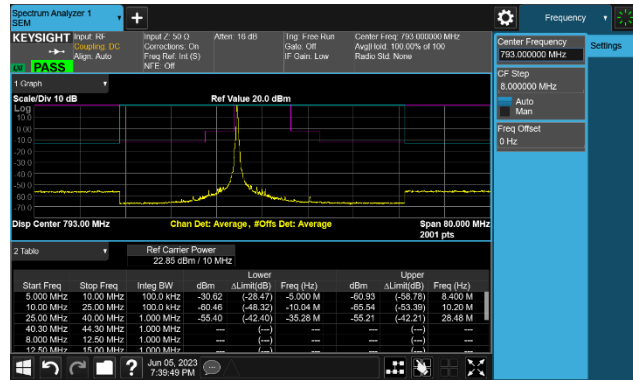 Spectrum Analyzer 1
SEM
+
Frequency
KEYSIGHT
Input: RF
Coupling: DC
Align: Auto
Input Z: 50 Ω
Corrections: On
Freq Ref: Int (S)
NFE: Off
Atten: 16 dB
Trig: Free Run
Gate: Off
IF Gain: Low
Center Freq: 793.000000 MHz
Avg|Hold: 100.00% of 100
Radio Std: None
PASS
Center Frequency
793.000000 MHz
Settings
CF Step
8.000000 MHz
Auto
Man
Freq Offset
0 Hz
1 Graph
Scale/Div 10 dB
Ref Value 20.0 dBm
Log
10.0
0.00
-10.0
-20.0
-30.0
-40.0
-50.0
-60.0
-70.0
Disp Center 793.00 MHz
Chan Det: Average , #Offs Det: Average
Span 80.000 MHz
2001 pts
2 Table
Ref Carrier Power
22.85 dBm / 10 MHz
Lower Upper
Start Freq Stop Freq Integ BW dBm ΔLimit(dB) Freq (Hz) dBm ΔLimit(dB) Freq (Hz)
5.000 MHz 10.00 MHz 100.0 kHz -30.62 (-28.47) -5.000 M -60.93 (-58.78) 8.400 M
10.00 MHz 25.00 MHz 100.0 kHz -60.46 (-48.32) -10.04 M -65.54 (-53.39) 10.20 M
25.00 MHz 40.00 MHz 1.000 MHz -55.40 (-42.40) -35.28 M -55.21 (-42.21) 28.48 M
40.30 MHz 44.30 MHz 1.000 MHz --- (---) --- (---)
8.000 MHz 12.50 MHz 1.000 MHz --- (---) --- (---)
12.50 MHz 15.00 MHz 1.000 MHz --- (---) --- (---)
?
Jun 05, 2023
7:39:49 PM